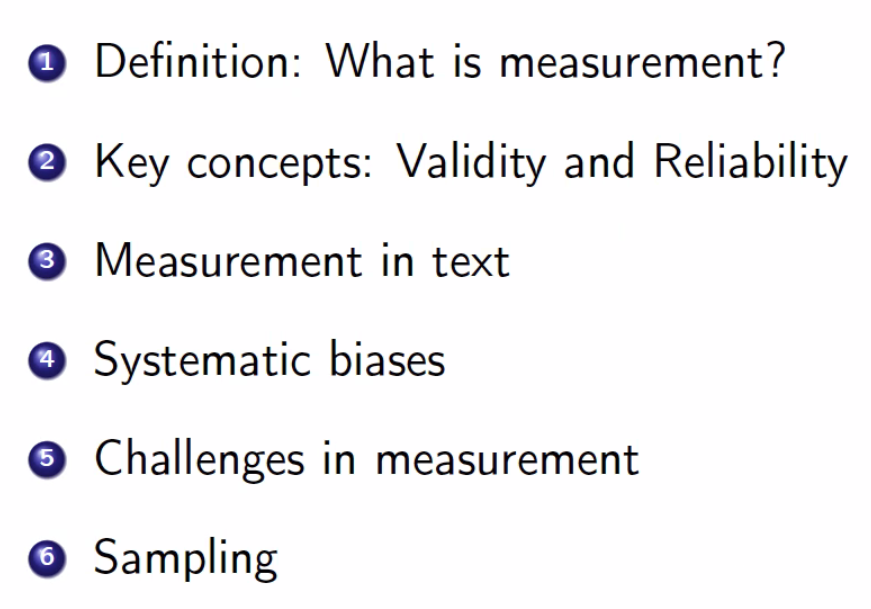 1 Definition: What is measurement?
2 Key concepts: Validity and Reliability
3 Measurement in text
4 Systematic biases
5 Challenges in measurement
6 Sampling